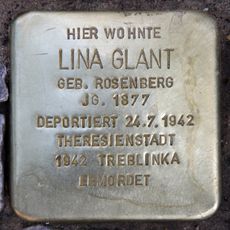 HIER WOHNTE
LINA GLANT
GEB. ROSENBERG
JG. 1877
DEPORTIERT 24.7.1942
THERESIENSTADT
1942 TREBLINKA
ERMORDET